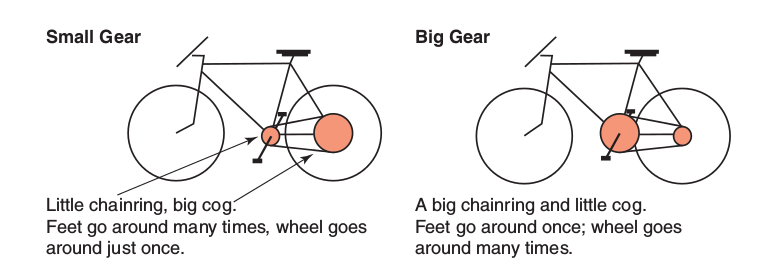 Small Gear
Little chainring, big cog.
Feet go around many times, wheel goes
around just once.
Big Gear
A big chainring and little cog.
Feet go around once; wheel goes
around many times.